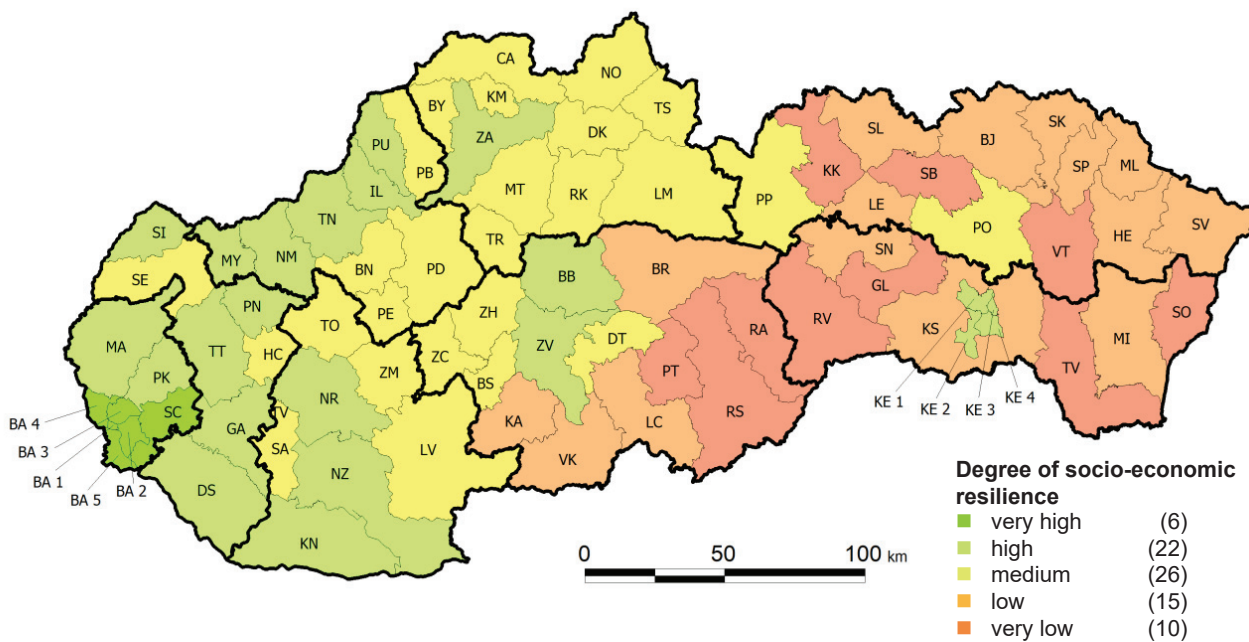 CA
NO
BY
KM
TS
PU
ZA
DK
SL
BJ
SK
PB
KK
SB
SP
ML
IL
MT
RK
LM
PP
LE
TN
PO
HE
SV
SI
TR
VT
MY
NM
BN
PD
BB
BR
SN
SE
GL
PN
PE
ZH
SO
TO
RA
RV
KS
MI
MA
TT
HC
ZC
ZV
DT
PK
ZM
BS
PT
TV
NR
KE 1
KE 2
KE 3
KE 4
BA 4
SC
TV
KA
RS
BA 3
GA
SA
LV
LC
BA 1
VK
BA 5
BA 2
DS
NZ
KN
Degree of socio-economic
resilience
very high (6)
high (22)
medium (26)
low (15)
very low (10)
0 50 100 km